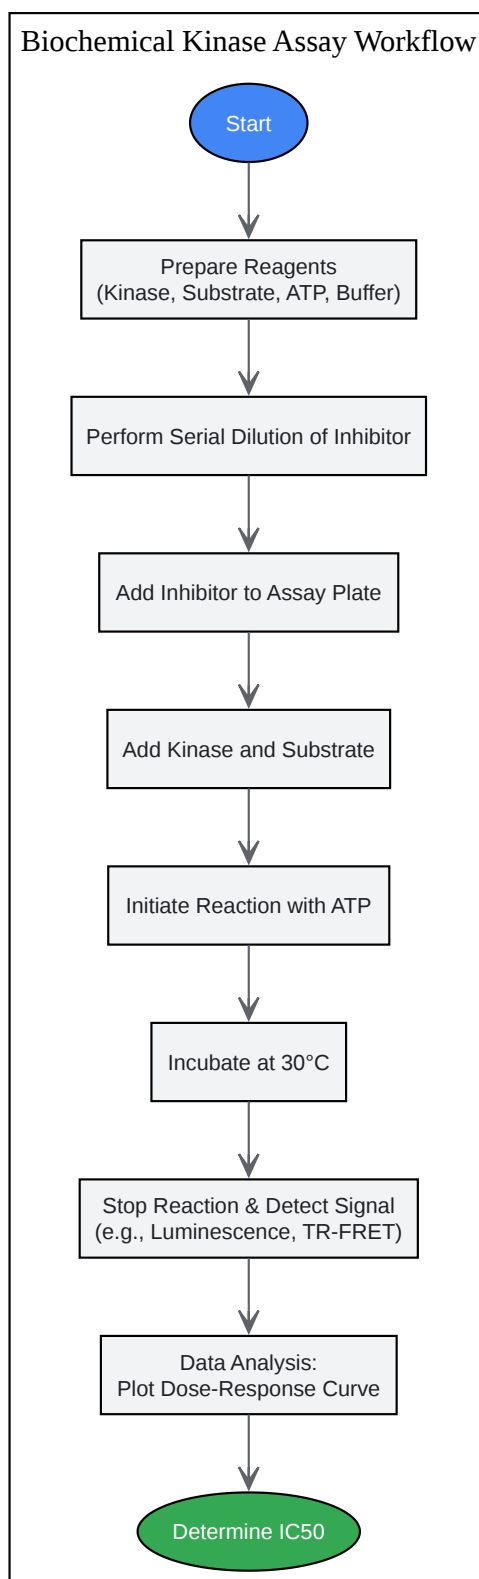 Biochemical Kinase Assay Workflow
Start
Prepare Reagents
(Kinase, Substrate, ATP, Buffer)
Perform Serial Dilution of Inhibitor
Add Inhibitor to Assay Plate
Add Kinase and Substrate
Initiate Reaction with ATP
Incubate at 30°C
Stop Reaction & Detect Signal
(e.g., Luminescence, TR-FRET)
Data Analysis:
Plot Dose-Response Curve
Determine IC50